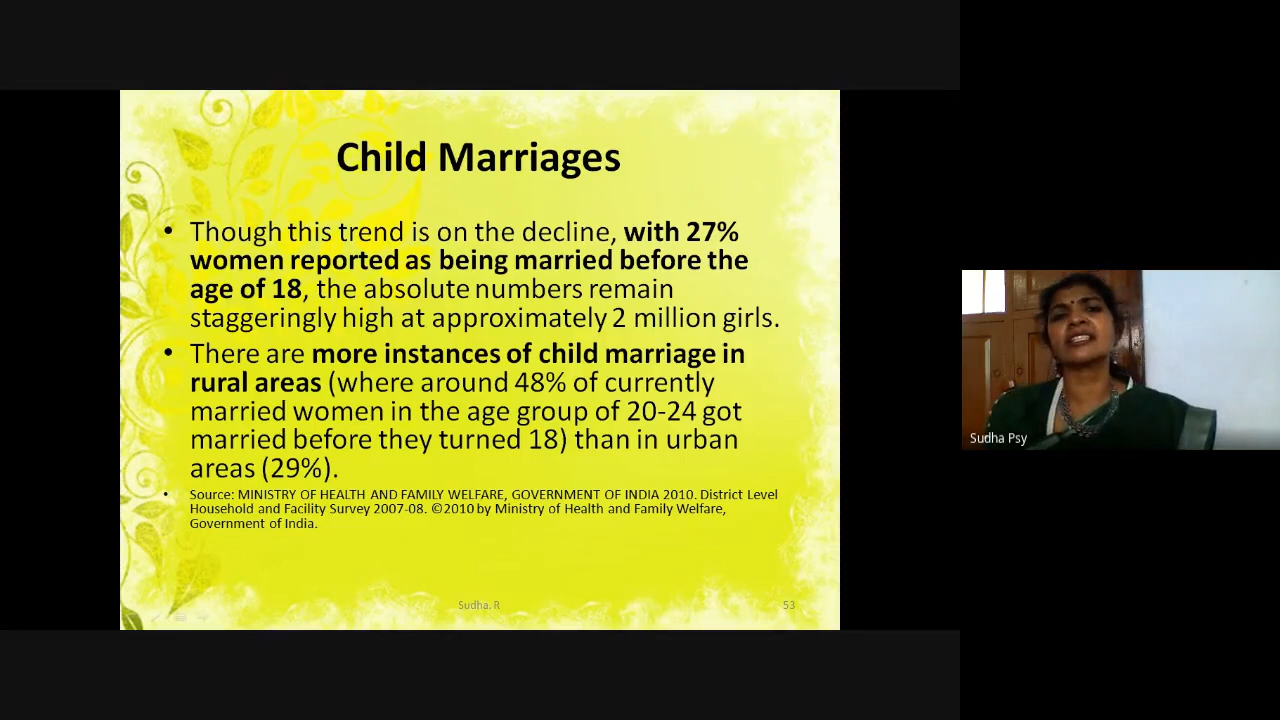 Child Marriages
• Though this trend is on the decline, with 27%
women reported as being married before the
age of 18, the absolute numbers remain
staggeringly high at approximately 2 million girls.
• There are more instances of child marriage in
rural areas (where around 48% of currently
married women in the age group of 20-24 got
married before they turned 18) than in urban
areas (29%).
• Source: MINISTRY OF HEALTH AND FAMILY WELFARE, GOVERNMENT OF INDIA 2010. District Level
Household and Facility Survey 2007-08. ©2010 by Ministry of Health and Family Welfare,
Government of India.
Sudha. R
53
Sudha Psy